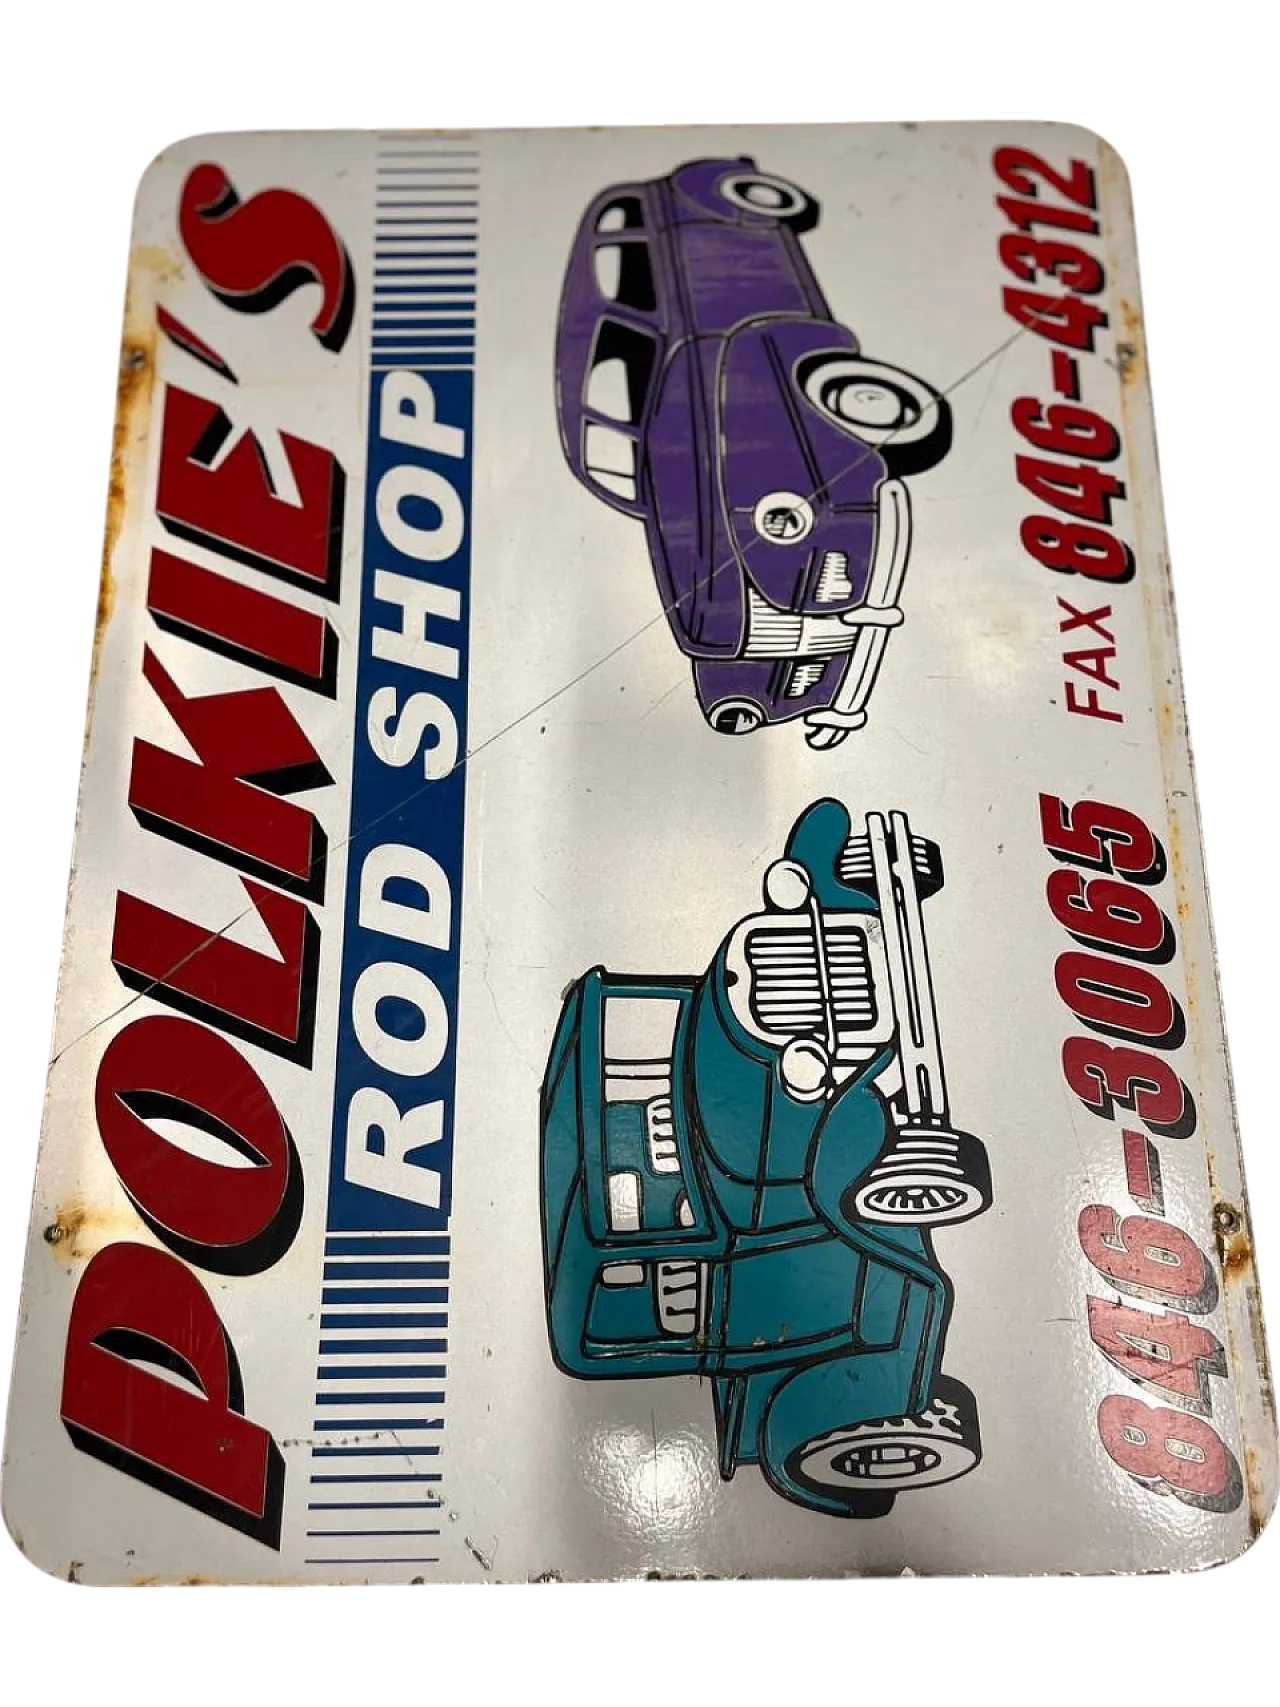 POLKIE'S
ROD SHOP
846-3065 FAX 846-4312